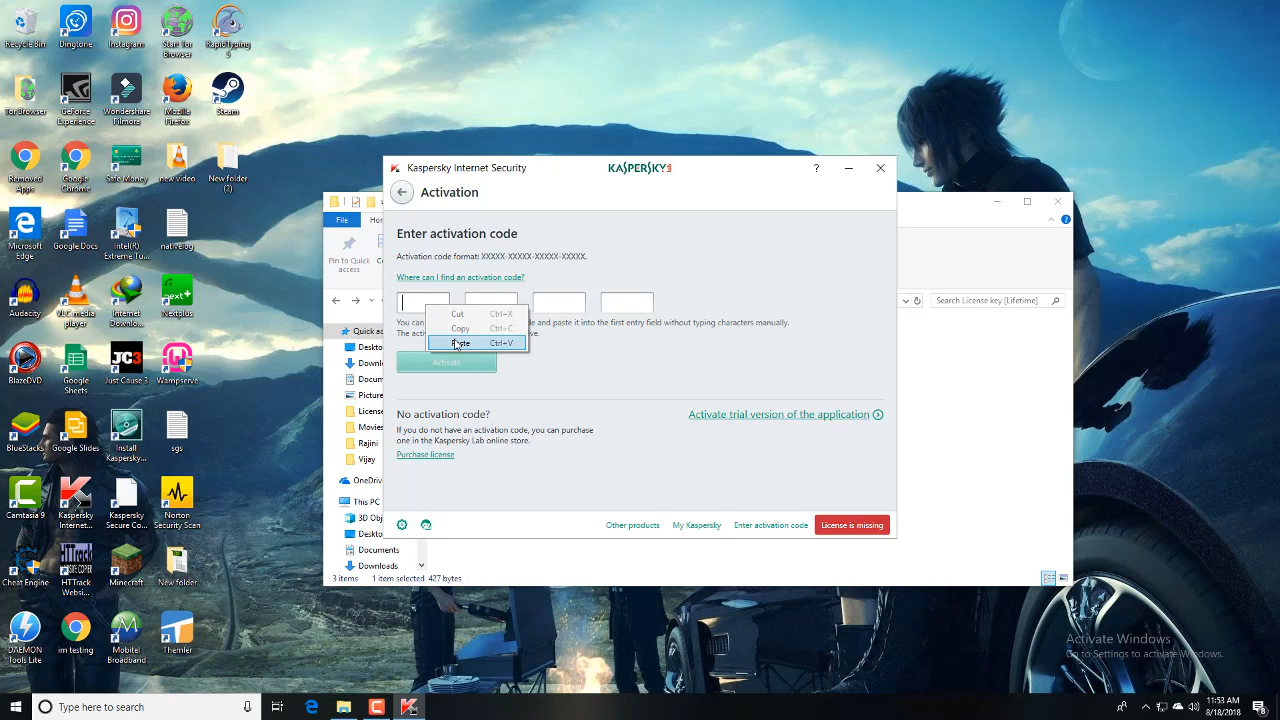 Recycle Bin
Dingtone
Instagram
Start Tor
Browser
RapidTyping
5
Tor Browser
GeForce
Experience
Wondershare
Filmora
Mozilla
Firefox
Steam
Removed
Apps
Google
Chrome
Safe Money
new video
New folder
(2)
Microsoft
Edge
Google Docs
Intel(R)
Extreme Tu...
nativelog
Audacity
VLC media
player
Internet
Downlo...
Nextplus
BlazeDVD
Google
Sheets
Just Cause 3
Wampserve
BlueStacks
Google Slides
Install
Kaspersky...
sgs
Camtasia 9
Kaspersky
Internet...
Kaspersky
Secure Co...
Norton
Security Scan
Cheat Engine
HTTrack
Websi...
Minecraft
New folder
DAEMON
Tools Lite
im testing
Mobitel
Broadband
Themler
Kaspersky Internet Security
KASPERSKY
?
Activation
Enter activation code
Activation code format: XXXXX-XXXXX-XXXXX-XXXXX.
Where can I find an activation code?
Cut Ctrl+X
Copy Ctrl+C
Paste Ctrl+V
You can
de and paste it into the first entry field without typing characters manually.
The acti
ve.
Activate
No activation code?
If you do not have an activation code, you can purchase
one in the Kaspersky Lab online store.
Purchase license
Activate trial version of the application
Other products
My Kaspersky
Enter activation code
License is missing
File
Hom
Pin to Quick
access
Search License key [Lifetime]
Quick ac
Deskto
Downl
Docum
Picture
License
Movies
Rajini
Vijay
OneDriv
This PC
3D Obj
Deskto
Documents
Downloads
3 items 1 item selected 427 bytes
Activate Windows
Go to Settings to activate Windows.
Type here to search
11:53 AM
8/18/2018